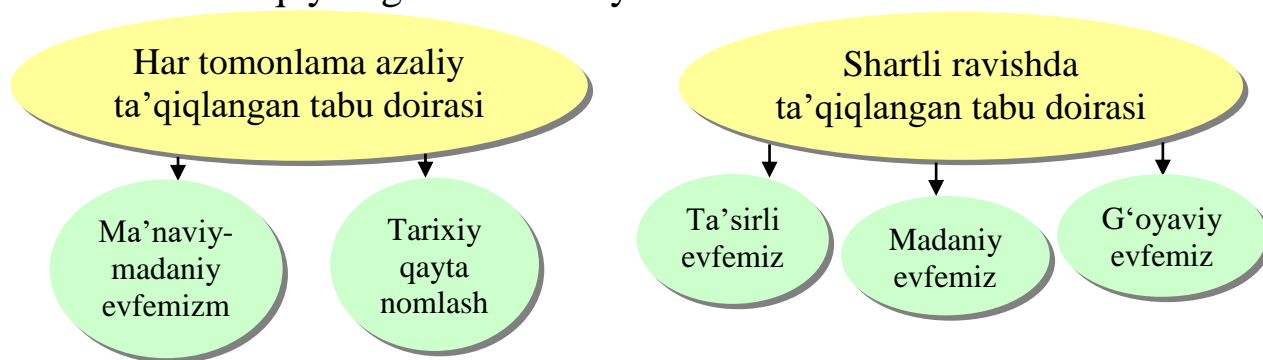 Har tomonlama azaliy
ta’qiqlangan tabu doirasi
Shartli ravishda
ta’qiqlangan tabu doirasi
Ma’naviy-
madaniy
evfemizm
Tarixiy
qayta
nomlash
Ta’sirli
evfemiz
Madaniy
evfemiz
G‘oyaviy
evfemiz